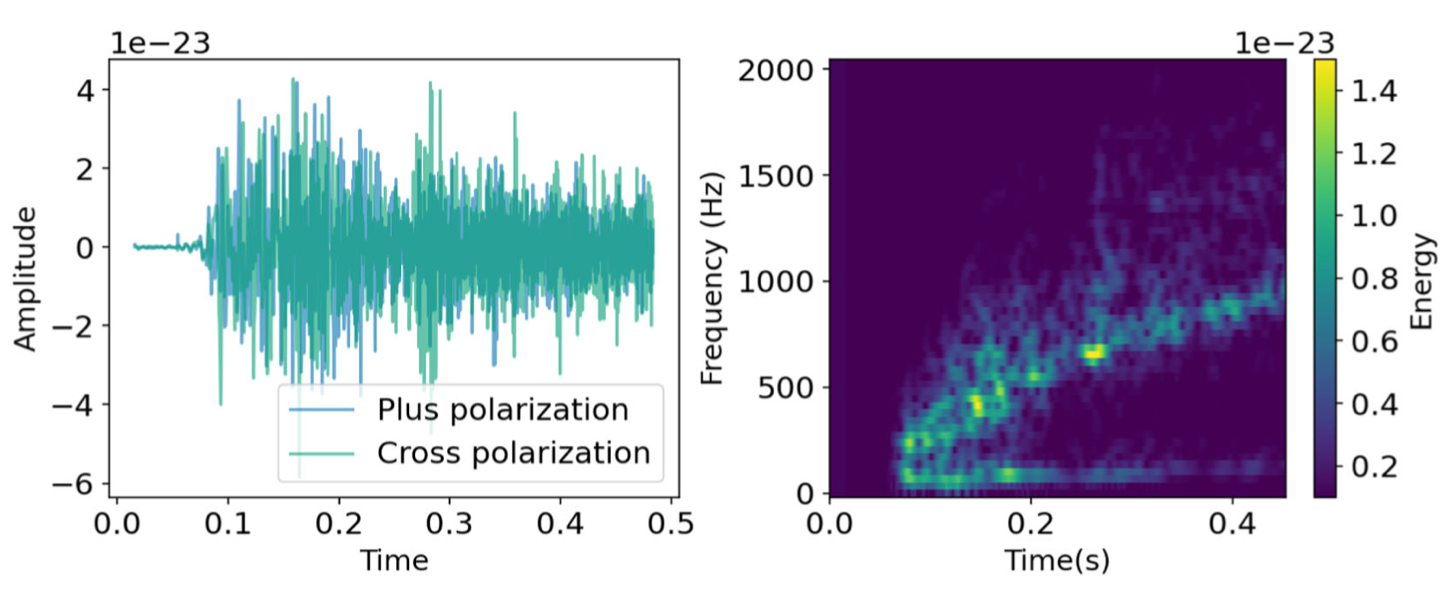 1e−23
4
2
0
−2
−4
−6
Amplitude
0.0 0.1 0.2 0.3 0.4 0.5
Time
Plus polarization
Cross polarization
2000
1500
1000
500
0
Frequency (Hz)
0.0 0.2 0.4
Time(s)
1e−23
1.4
1.2
1.0
0.8
0.6
0.4
0.2
Energy